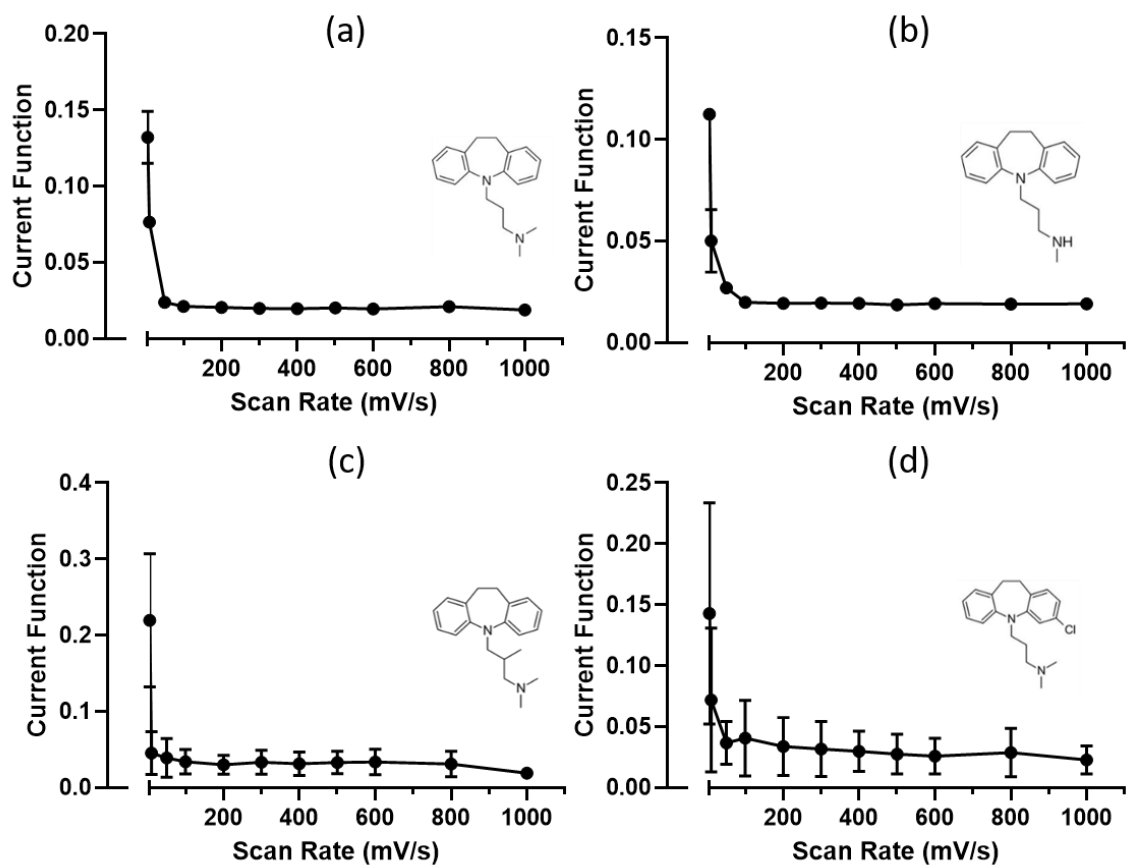 (a)
0.20
0.15
0.10
0.05
0.00
Current Function
200 400 600 800 1000
Scan Rate (mV/s)
N
N
(b)
0.15
0.10
0.05
0.00
Current Function
200 400 600 800 1000
Scan Rate (mV/s)
N
NH
(c)
0.4
0.3
0.2
0.1
0.0
Current Function
200 400 600 800 1000
Scan Rate (mV/s)
N
N
(d)
0.25
0.20
0.15
0.10
0.05
0.00
Current Function
200 400 600 800 1000
Scan Rate (mV/s)
N
Cl
N